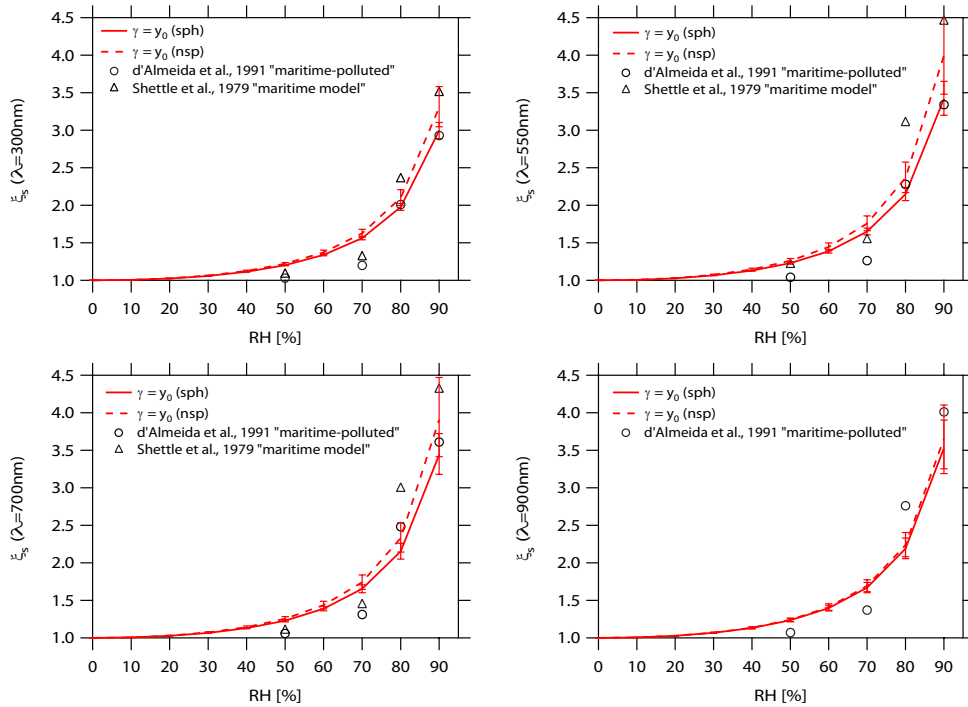 4.5
4.0
3.5
3.0
2.5
2.0
1.5
1.0
ξs (λ=300nm)
γ = y0 (sph)
γ = y0 (nsp)
d'Almeida et al., 1991 "maritime-polluted"
Shettle et al., 1979 "maritime model"
0 10 20 30 40 50 60 70 80 90
RH [%]
4.5
4.0
3.5
3.0
2.5
2.0
1.5
1.0
ξs (λ=550nm)
γ = y0 (sph)
γ = y0 (nsp)
d'Almeida et al., 1991 "maritime-polluted"
Shettle et al., 1979 "maritime model"
0 10 20 30 40 50 60 70 80 90
RH [%]
4.5
4.0
3.5
3.0
2.5
2.0
1.5
1.0
ξs (λ=700nm)
γ = y0 (sph)
γ = y0 (nsp)
d'Almeida et al., 1991 "maritime-polluted"
Shettle et al., 1979 "maritime model"
0 10 20 30 40 50 60 70 80 90
RH [%]
4.5
4.0
3.5
3.0
2.5
2.0
1.5
1.0
ξs (λ=900nm)
γ = y0 (sph)
γ = y0 (nsp)
d'Almeida et al., 1991 "maritime-polluted"
0 10 20 30 40 50 60 70 80 90
RH [%]